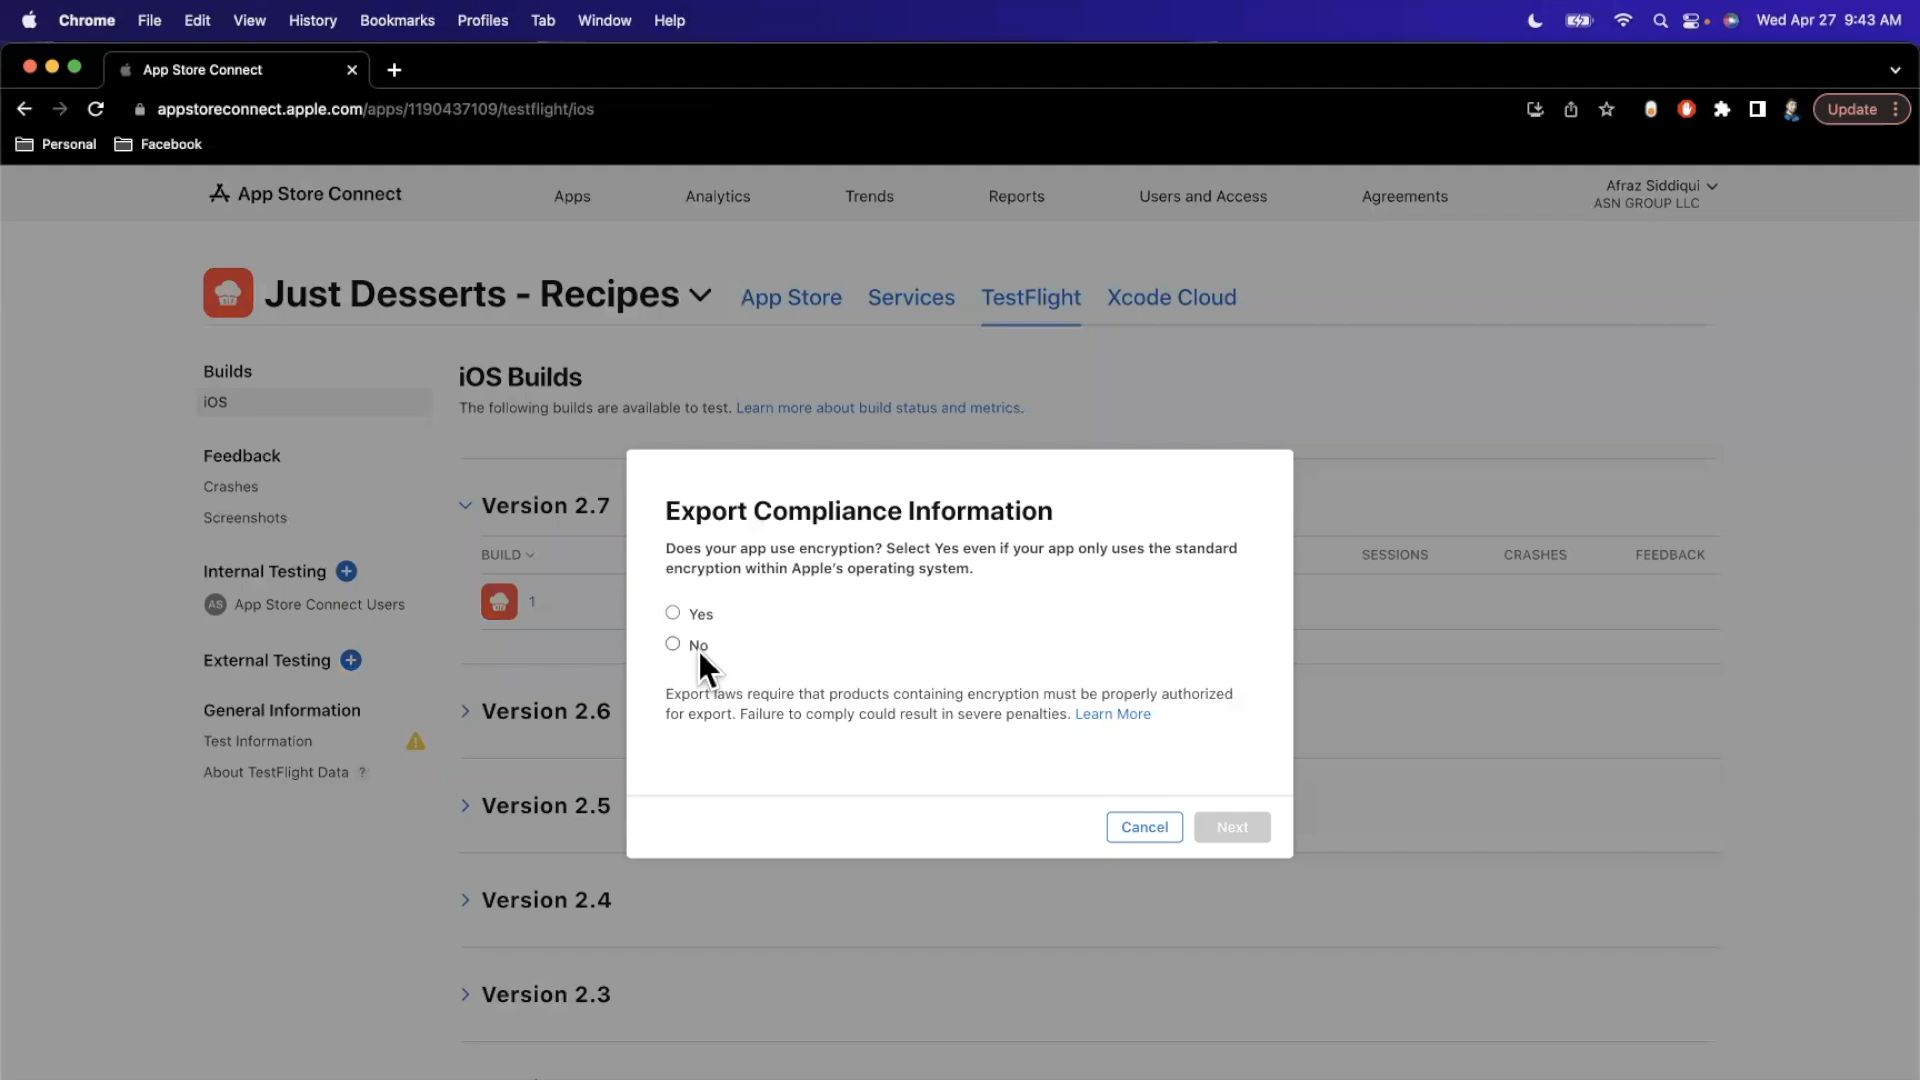 Chrome File Edit View History Bookmarks Profiles Tab Window Help Wed Apr 27 9:43 AM
App Store Connect
appstoreconnect.apple.com/apps/1190437109/testflight/ios Update
Personal Facebook
App Store Connect Apps Analytics Trends Reports Users and Access Agreements Afraz Siddiqui
ASN GROUP LLC
Just Desserts - Recipes App Store Services TestFlight Xcode Cloud
Builds
iOS
Feedback
Crashes
Screenshots
Internal Testing
AS App Store Connect Users
External Testing
General Information
Test Information
About TestFlight Data ?
iOS Builds
The following builds are available to test. Learn more about build status and metrics.
Version 2.7
BUILD SESSIONS CRASHES FEEDBACK
1
Version 2.6
Version 2.5
Version 2.4
Version 2.3
Export Compliance Information
Does your app use encryption? Select Yes even if your app only uses the standard
encryption within Apple's operating system.
Yes
No
Export laws require that products containing encryption must be properly authorized
for export. Failure to comply could result in severe penalties. Learn More
Cancel Next